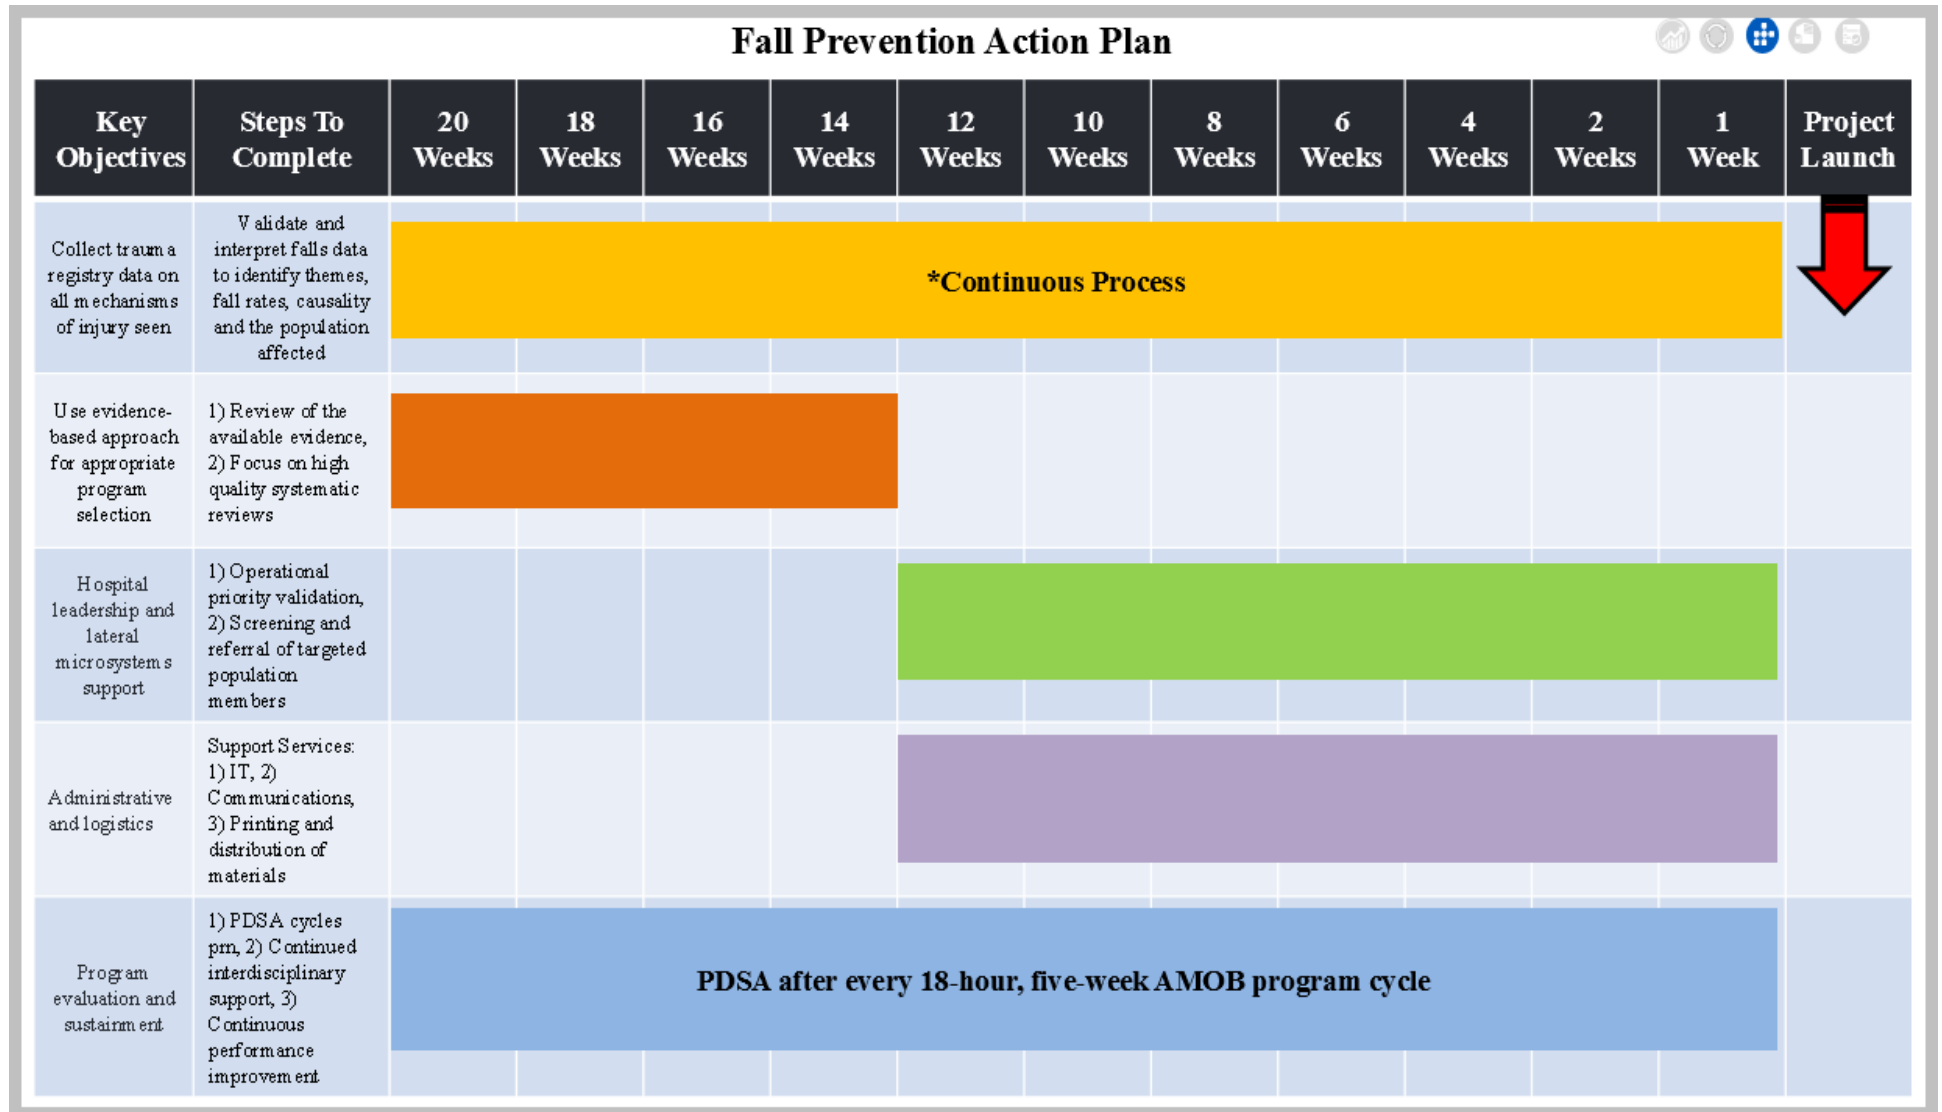 Fall Prevention Action Plan
Key
Objectives
Steps To
Complete
20
Weeks
18
Weeks
16
Weeks
14
Weeks
12
Weeks
10
Weeks
8
Weeks
6
Weeks
4
Weeks
2
Weeks
1
Week
Project
Launch
Collect trauma
registry data on
all mechanisms
of injury seen
Validate and
interpret falls data
to identify themes,
fall rates, causality
and the population
affected
*Continuous Process
Use evidence-
based approach
for appropriate
program
selection
1) Review of the
available evidence,
2) Focus on high
quality systematic
reviews
Hospital
leadership and
lateral
microsystems
support
1) Operational
priority validation,
2) Screening and
referral of targeted
population
members
Administrative
and logistics
Support Services:
1) IT, 2)
Communications,
3) Printing and
distribution of
materials
Program
evaluation and
sustainment
1) PDSA cycles
prn, 2) Continued
interdisciplinary
support, 3)
Continuous
performance
improvement
PDSA after every 18-hour, five-week AMOB program cycle